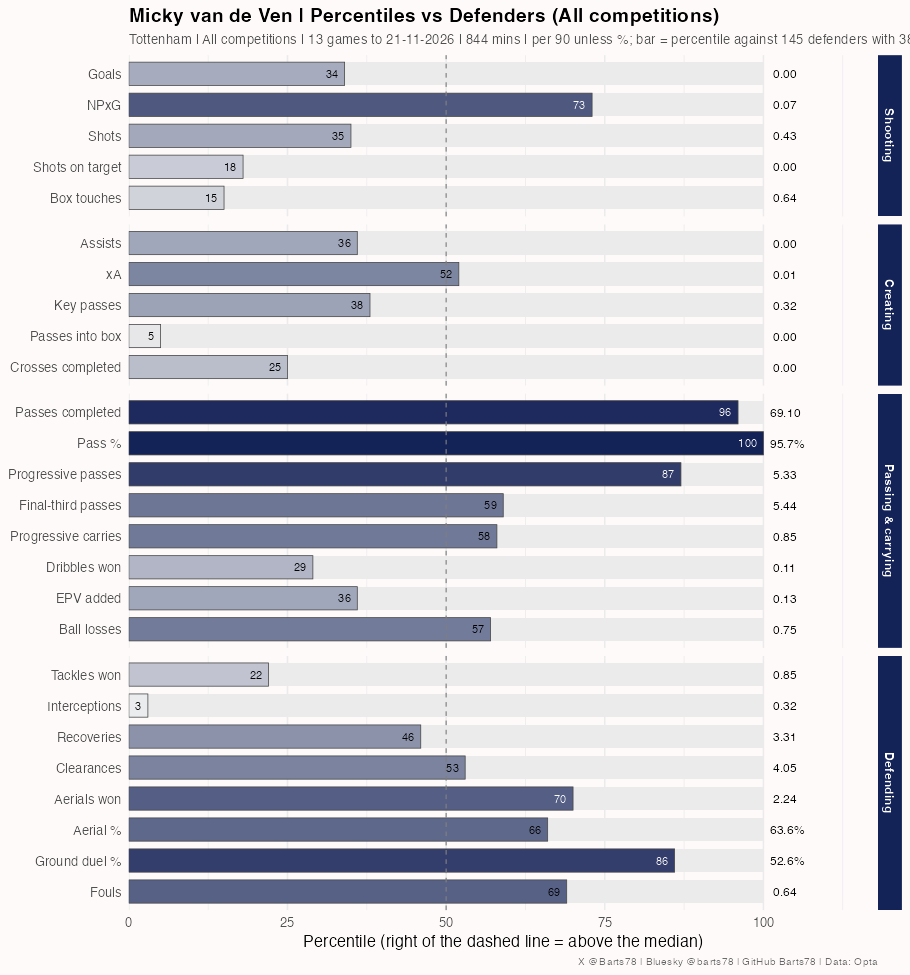 Micky van de Ven | Percentiles vs Defenders (All competitions)
Tottenham | All competitions | 13 games to 21-11-2026 | 844 mins | per 90 unless %; bar = percentile against 145 defenders with 38
Shooting
Goals 34 0.00
NPxG 73 0.07
Shots 35 0.43
Shots on target 18 0.00
Box touches 15 0.64
Creating
Assists 36 0.00
xA 52 0.01
Key passes 38 0.32
Passes into box 5 0.00
Crosses completed 25 0.00
Passing & carrying
Passes completed 96 69.10
Pass % 100 95.7%
Progressive passes 87 5.33
Final-third passes 59 5.44
Progressive carries 58 0.85
Dribbles won 29 0.11
EPV added 36 0.13
Ball losses 57 0.75
Defending
Tackles won 22 0.85
Interceptions 3 0.32
Recoveries 46 3.31
Clearances 53 4.05
Aerials won 70 2.24
Aerial % 66 63.6%
Ground duel % 86 52.6%
Fouls 69 0.64
0 25 50 75 100
Percentile (right of the dashed line = above the median)
X @Barts78 | Bluesky @barts78 | GitHub Barts78 | Data: Opta